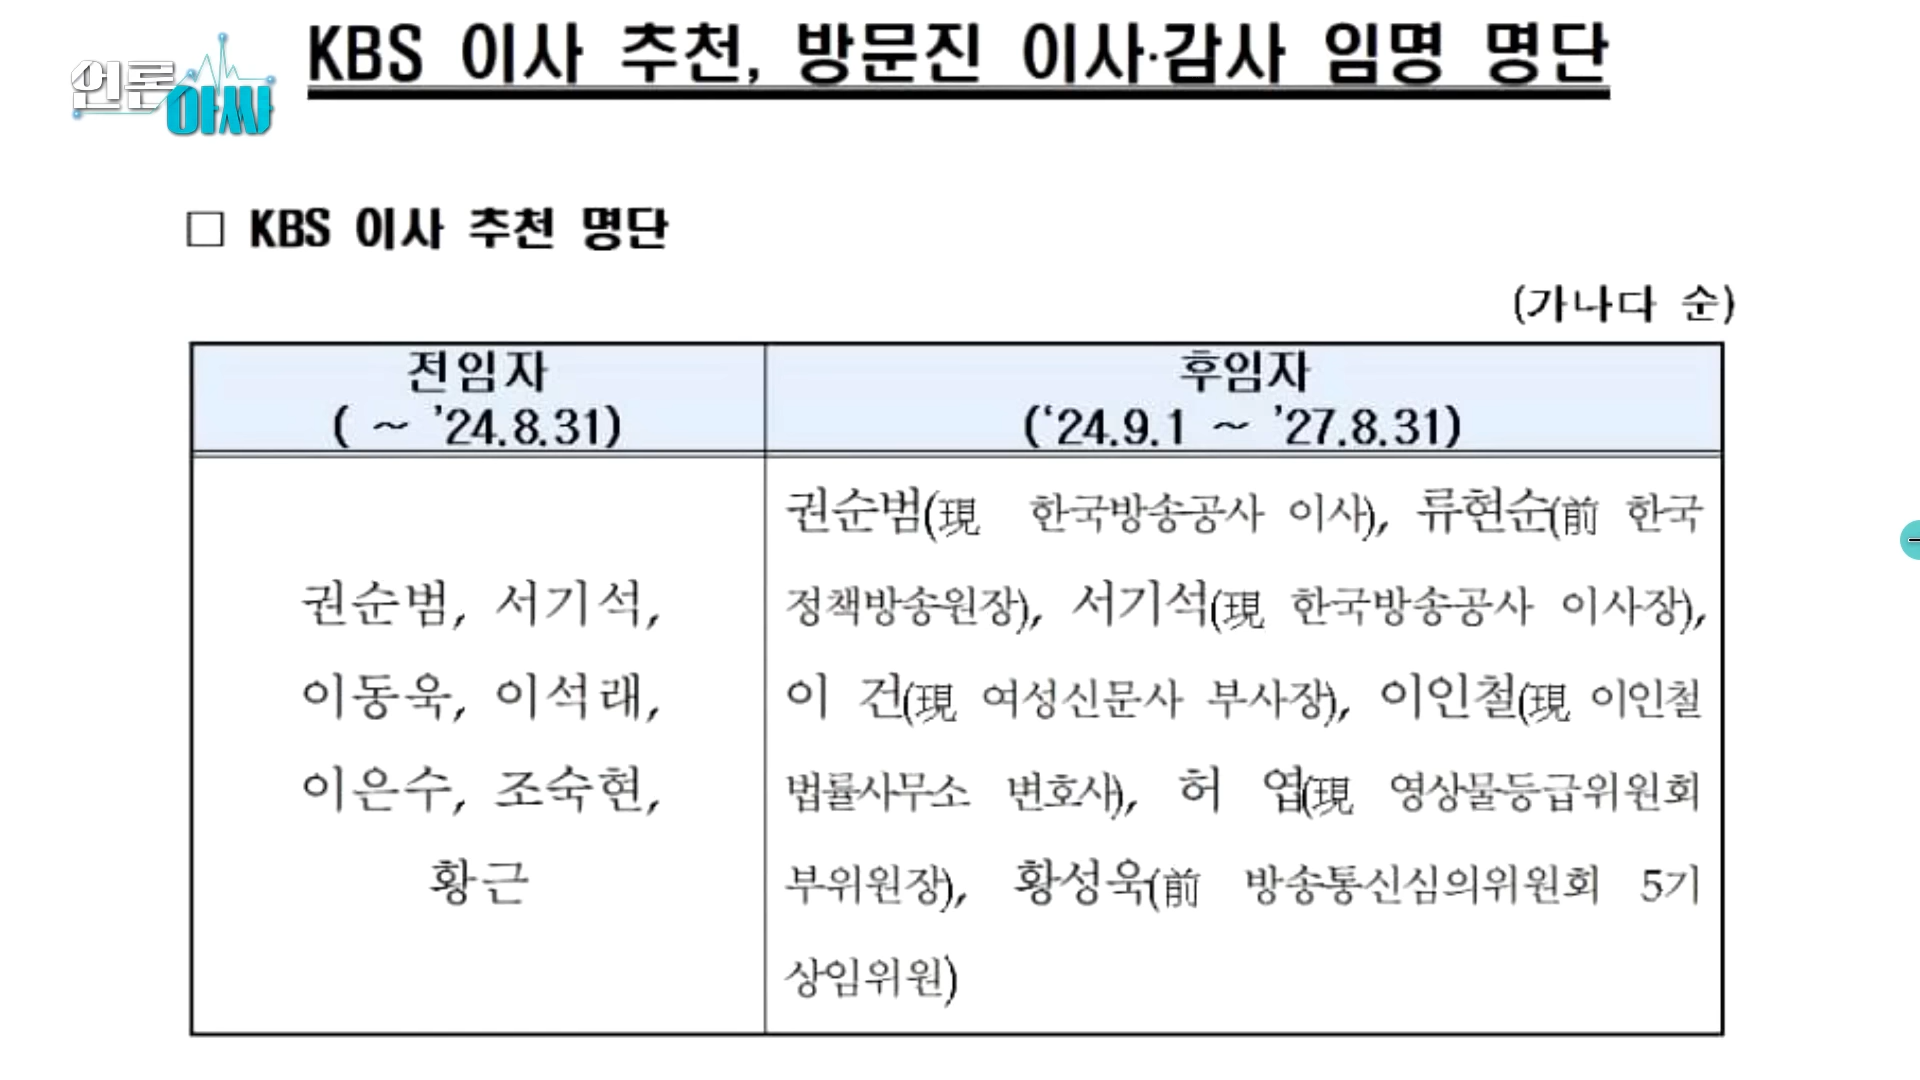 KBS 이사 추천, 방문진 이사·감사 임명 명단
언론
아싸
□ KBS 이사 추천 명단
(가나다 순)
전임자
( ~ ’24.8.31)
후임자
(‘24.9.1 ~ ’27.8.31)
권순범, 서기석,
이동욱, 이석래,
이은수, 조숙현,
황근
권순범(現 한국방송공사 이사), 류현순(前 한국
정책방송원장), 서기석(現 한국방송공사 이사장),
이 건(現 여성신문사 부사장), 이인철(現 이인철
법률사무소 변호사), 허 엽(現 영상물등급위원회
부위원장), 황성욱(前 방송통신심의위원회 5기
상임위원)